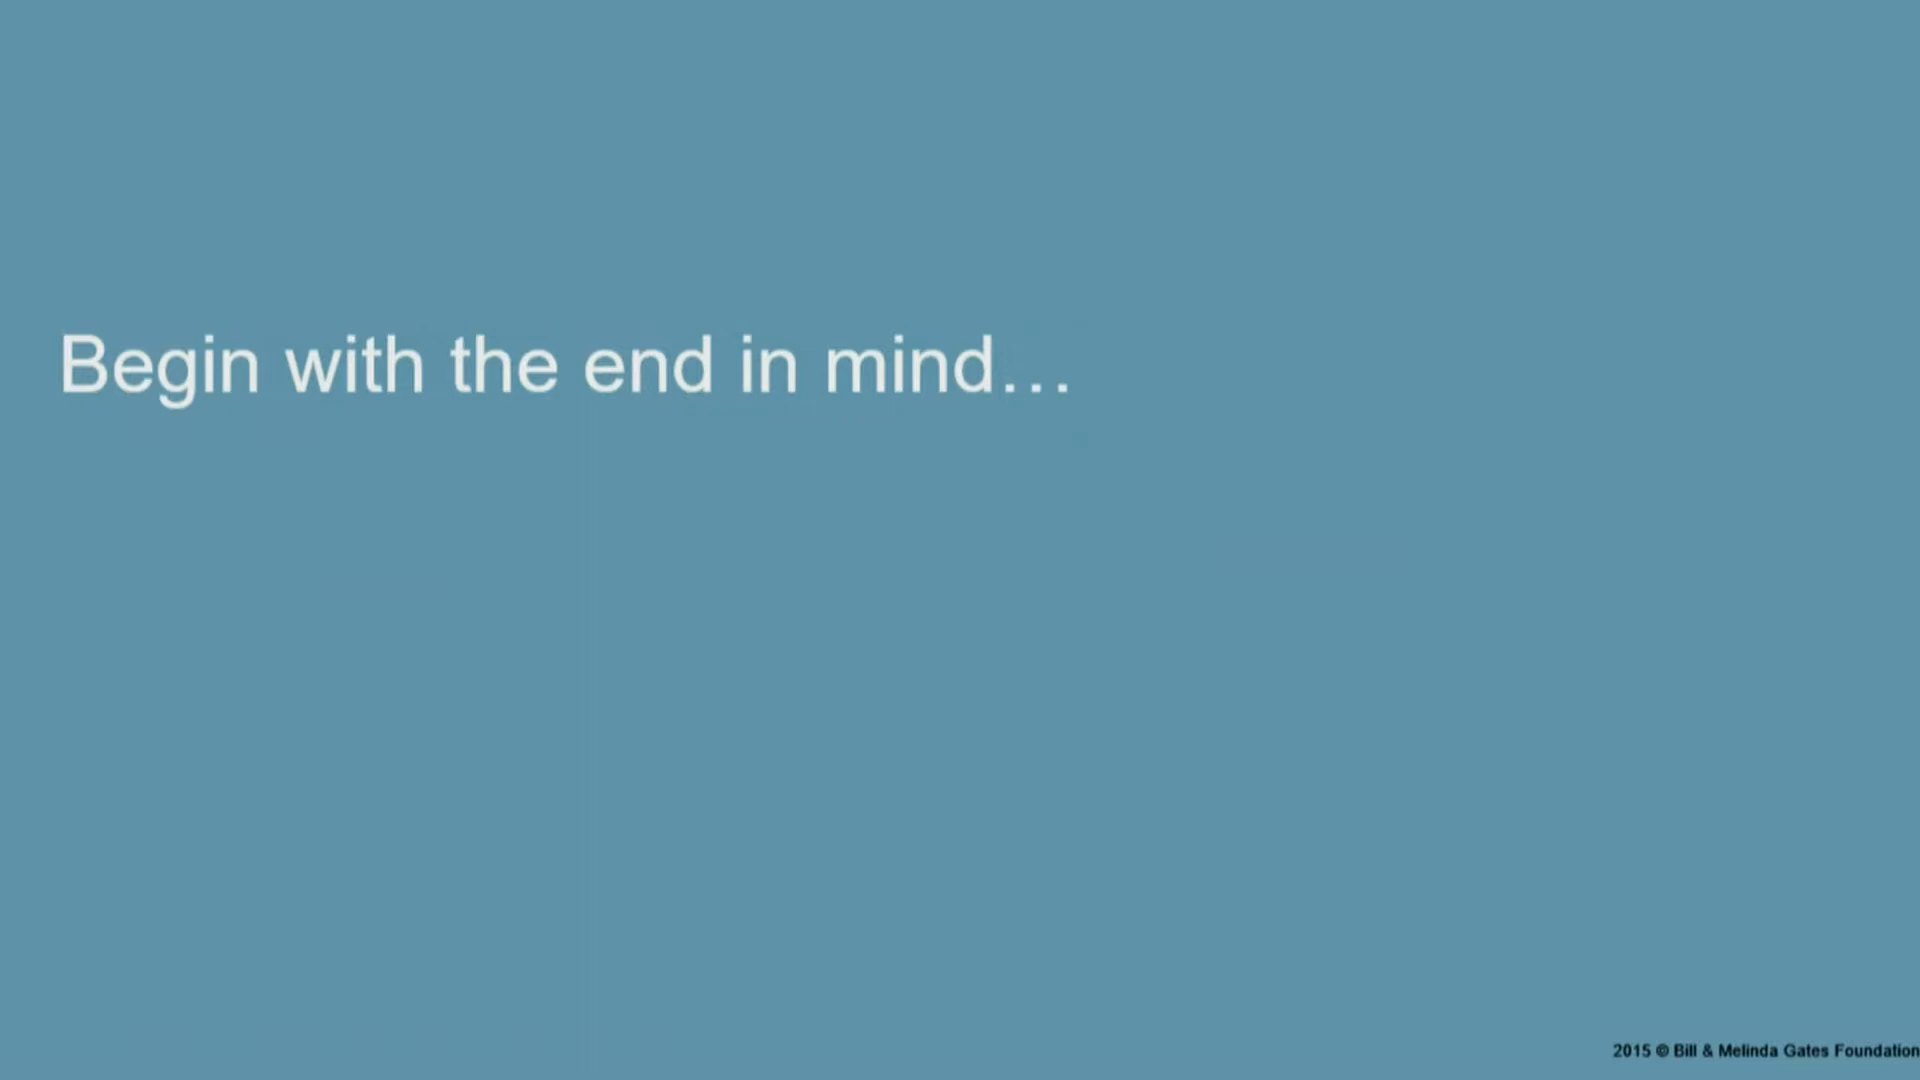 Begin with the end in mind…
2015 © Bill & Melinda Gates Foundation